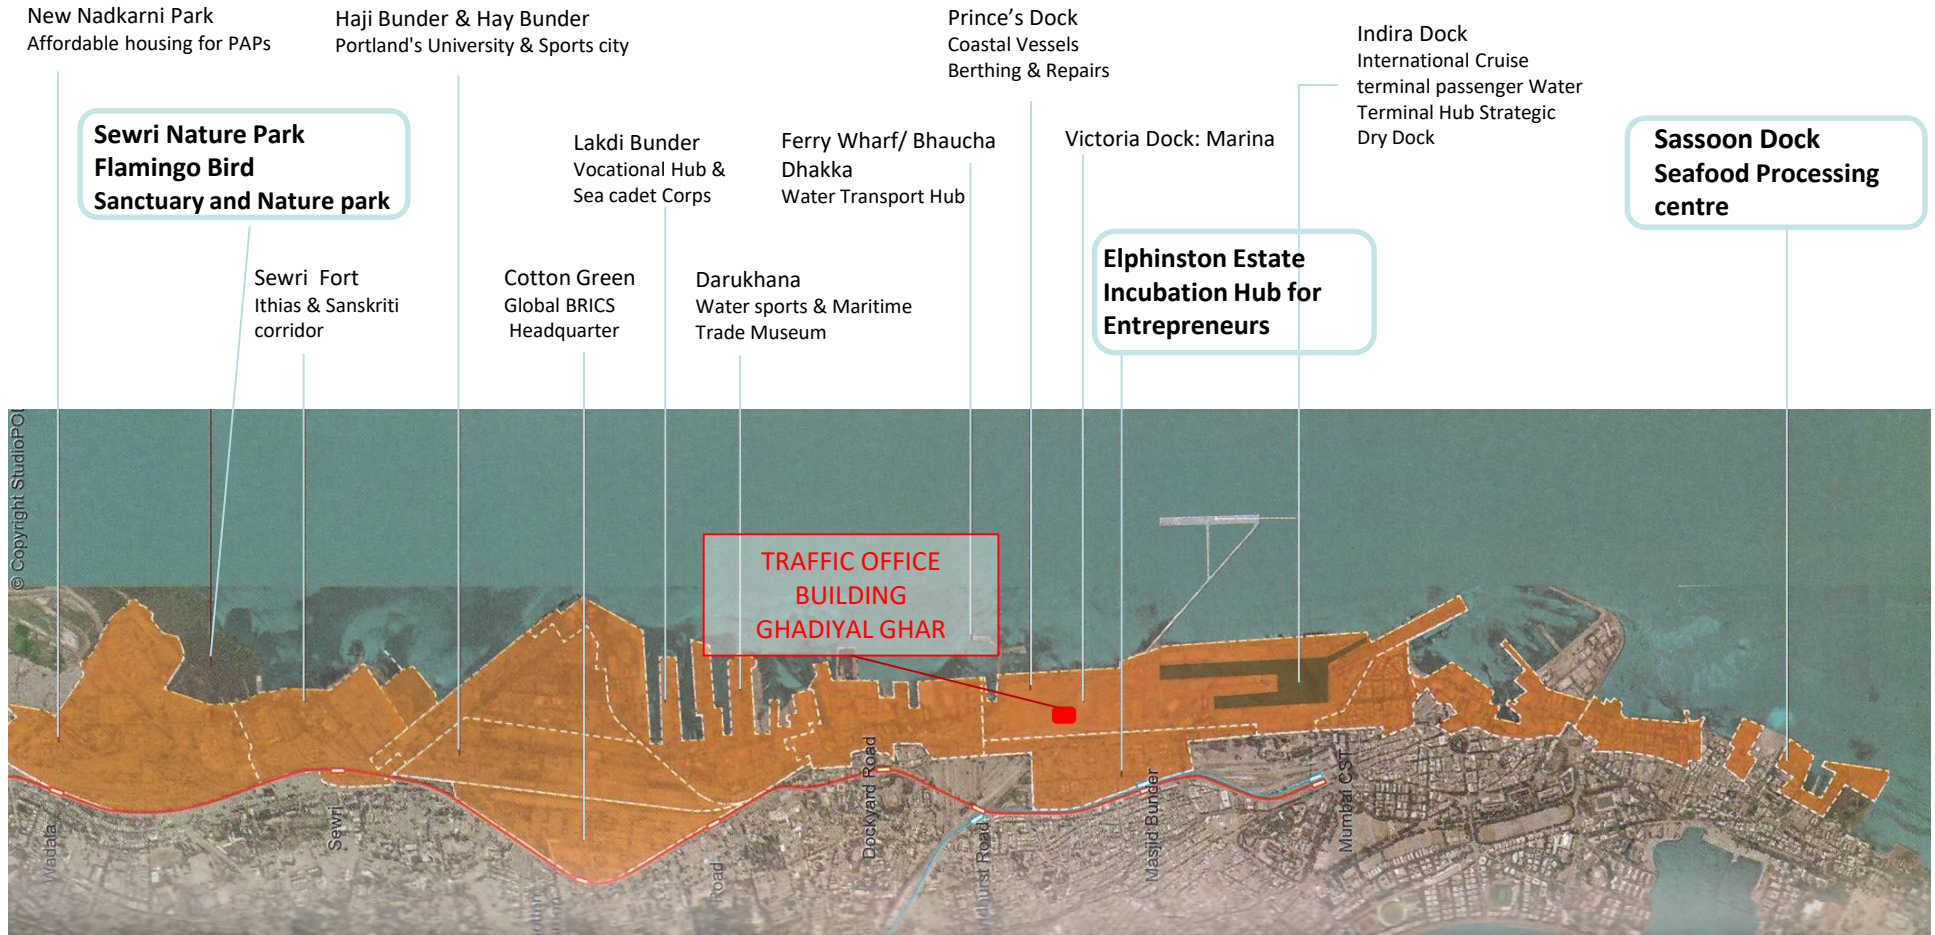 New Nadkarni Park
Affordable housing for PAPs
Haji Bunder & Hay Bunder
Portland's University & Sports city
Prince's Dock
Coastal Vessels
Berthing & Repairs
Indira Dock
International Cruise
terminal passenger Water
Terminal Hub Strategic
Dry Dock
Sewri Nature Park
Flamingo Bird
Sanctuary and Nature park
Lakdi Bunder
Vocational Hub &
Sea cadet Corps
Ferry Wharf/ Bhaucha
Dhakka
Water Transport Hub
Victoria Dock: Marina
Sassoon Dock
Seafood Processing
centre
Sewri Fort
Ithias & Sanskriti
corridor
Cotton Green
Global BRICS
Headquarter
Darukhana
Water sports & Maritime
Trade Museum
Elphinston Estate
Incubation Hub for
Entrepreneurs
© Copyright
TRAFFIC OFFICE
BUILDING
GHADIYAL GHAR
Wadala
Sewri
Road
Dockyard Road
Road
Masjid Bunder
Mumbai CST